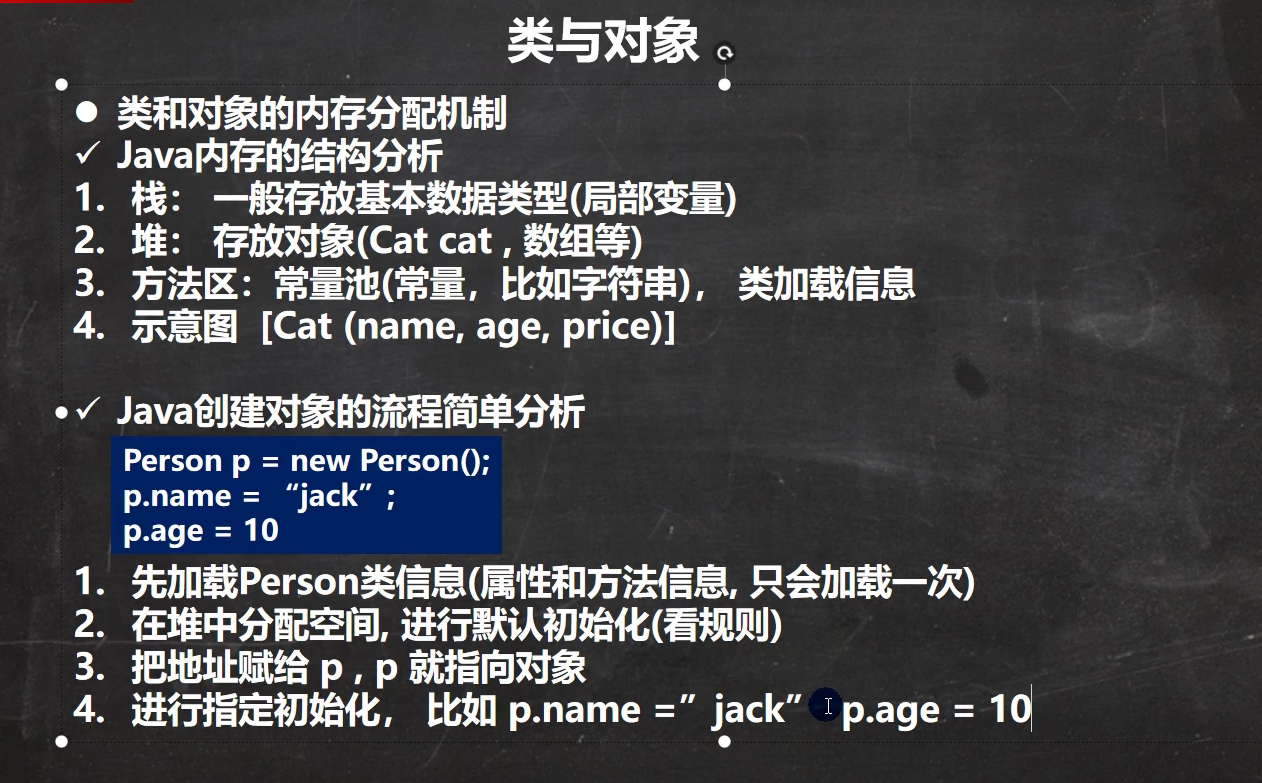 类与对象
● 类和对象的内存分配机制
✓ Java内存的结构分析
1. 栈： 一般存放基本数据类型(局部变量)
2. 堆： 存放对象(Cat cat , 数组等)
3. 方法区：常量池(常量，比如字符串)， 类加载信息
4. 示意图 [Cat (name, age, price)]
✓ Java创建对象的流程简单分析
Person p = new Person();
p.name = “jack”;
p.age = 10
1. 先加载Person类信息(属性和方法信息, 只会加载一次)
2. 在堆中分配空间, 进行默认初始化(看规则)
3. 把地址赋给 p , p 就指向对象
4. 进行指定初始化， 比如 p.name =”jack” p.age = 10